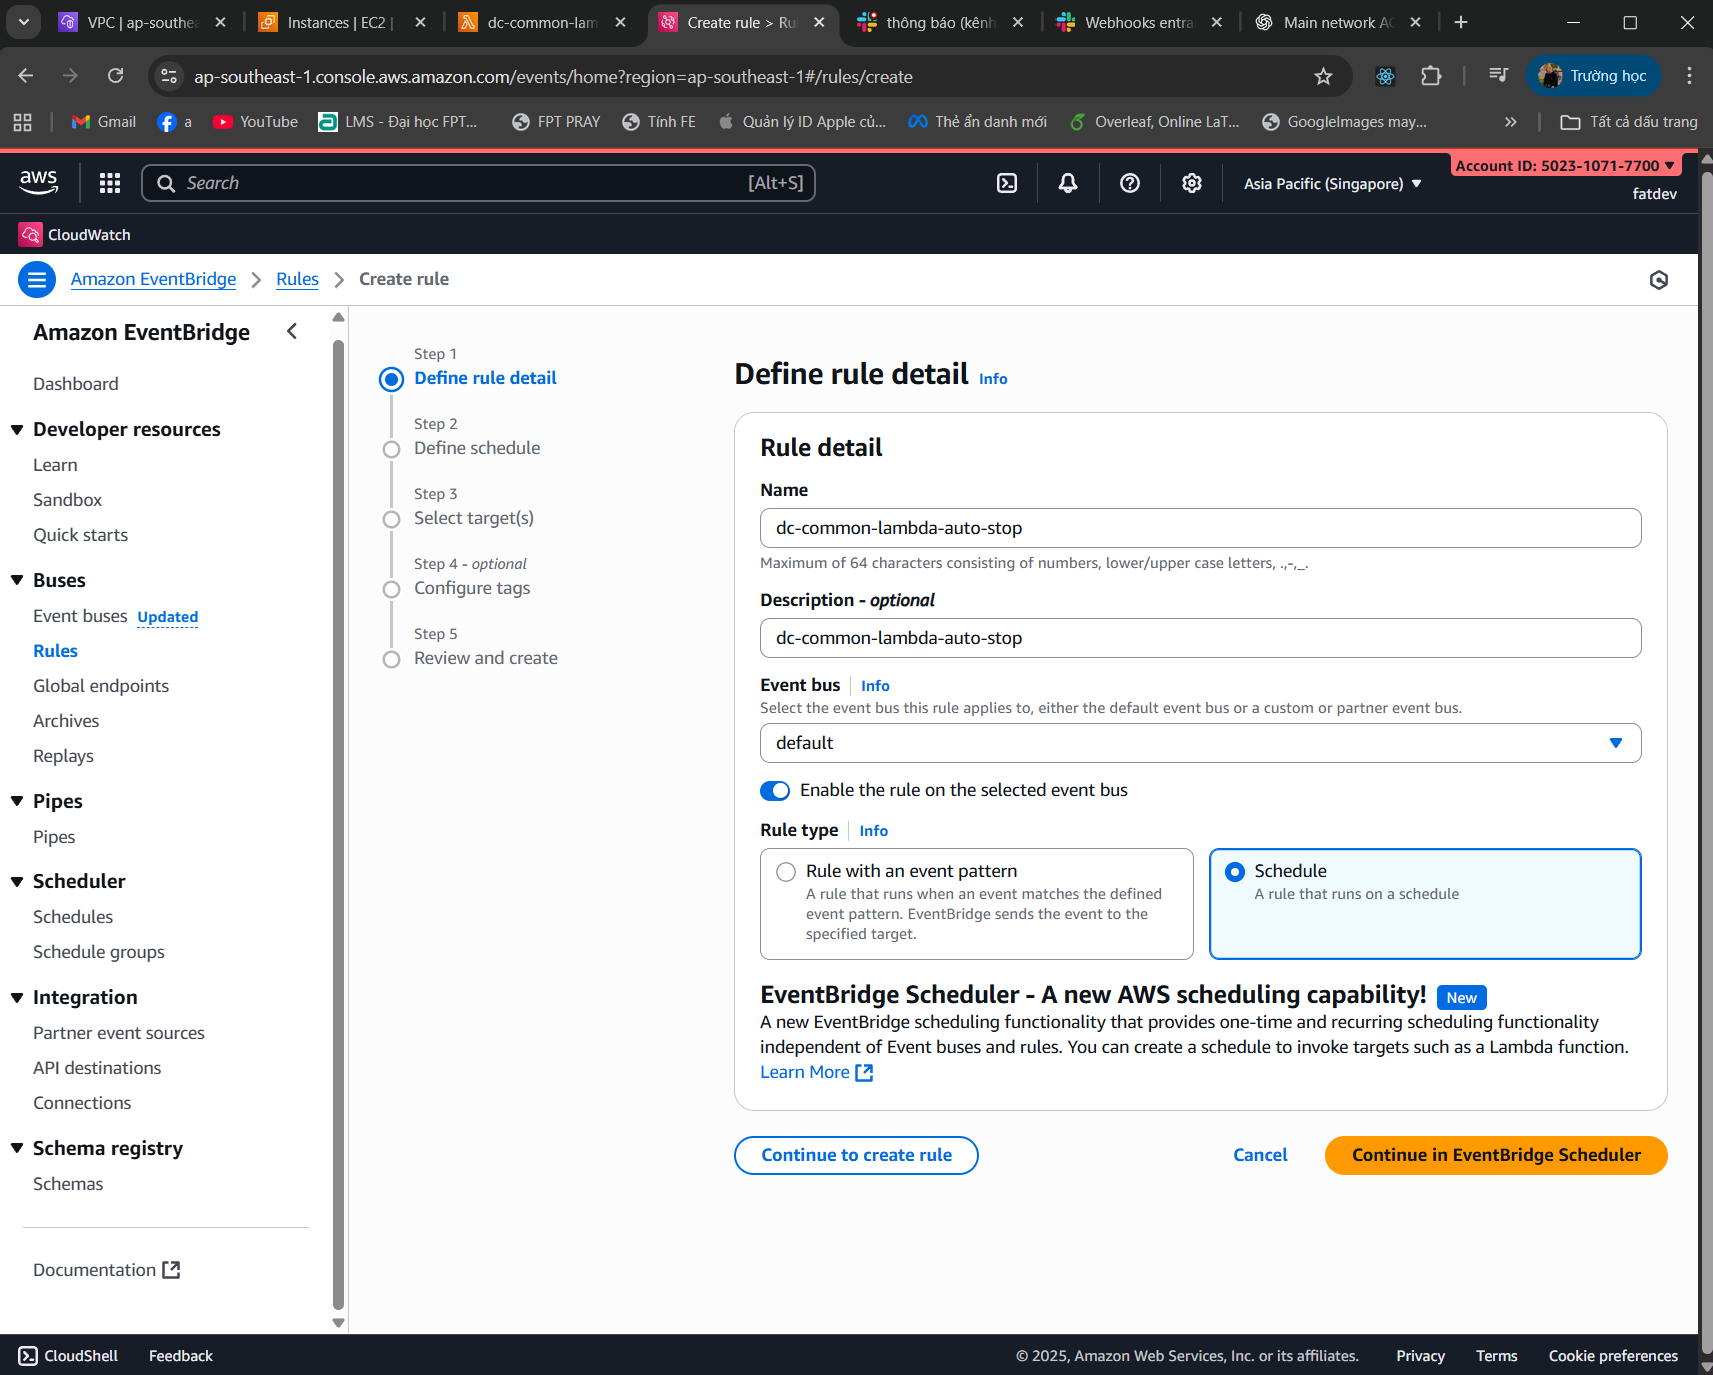 VPC | ap-southea
Instances | EC2 |
dc-common-lam
Create rule > Ru
thông báo (kênh
Webhooks entra
Main network AC
ap-southeast-1.console.aws.amazon.com/events/home?region=ap-southeast-1#/rules/create
Trường học
Gmail
a
YouTube
LMS - Đại học FPT...
FPT PRAY
Tính FE
Quản lý ID Apple củ...
Thẻ ẩn danh mới
Overleaf, Online LaT...
GoogleImages may...
Tất cả dấu trang
aws
Search
[Alt+S]
Asia Pacific (Singapore)
Account ID: 5023-1071-7700
fatdev
CloudWatch
Amazon EventBridge
Rules
Create rule
Amazon EventBridge
Dashboard
Developer resources
Learn
Sandbox
Quick starts
Buses
Event buses Updated
Rules
Global endpoints
Archives
Replays
Pipes
Pipes
Scheduler
Schedules
Schedule groups
Integration
Partner event sources
API destinations
Connections
Schema registry
Schemas
Documentation
Step 1
Define rule detail
Step 2
Define schedule
Step 3
Select target(s)
Step 4 - optional
Configure tags
Step 5
Review and create
Define rule detail Info
Rule detail
Name
dc-common-lambda-auto-stop
Maximum of 64 characters consisting of numbers, lower/upper case letters, .,-,_.
Description - optional
dc-common-lambda-auto-stop
Event bus Info
Select the event bus this rule applies to, either the default event bus or a custom or partner event bus.
default
Enable the rule on the selected event bus
Rule type Info
Rule with an event pattern
A rule that runs when an event matches the defined
event pattern. EventBridge sends the event to the
specified target.
Schedule
A rule that runs on a schedule
EventBridge Scheduler - A new AWS scheduling capability! New
A new EventBridge scheduling functionality that provides one-time and recurring scheduling functionality
independent of Event buses and rules. You can create a schedule to invoke targets such as a Lambda function.
Learn More
Continue to create rule
Cancel
Continue in EventBridge Scheduler
CloudShell
Feedback
© 2025, Amazon Web Services, Inc. or its affiliates.
Privacy
Terms
Cookie preferences